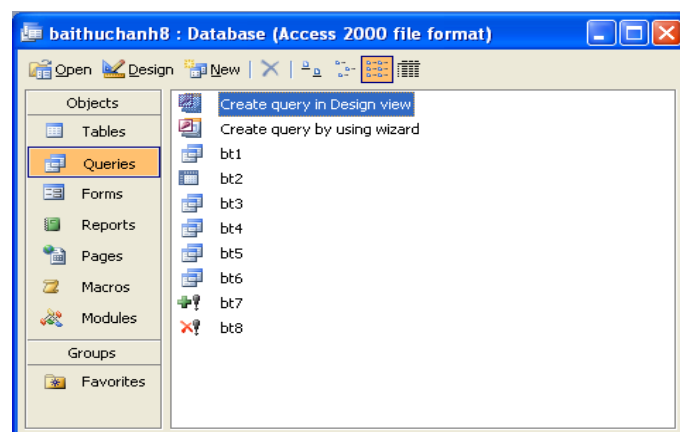 baithuchanh8 : Database (Access 2000 file format)
Open Design New
Objects
Tables
Queries
Forms
Reports
Pages
Macros
Modules
Groups
Favorites
Create query in Design view
Create query by using wizard
bt1
bt2
bt3
bt4
bt5
bt6
bt7
bt8